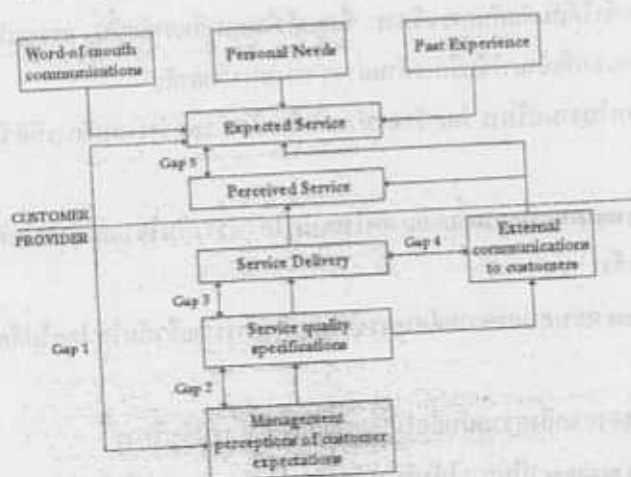 Word-of mouth
communications
Personal Needs
Past Experience
Expected Service
Gap 5
Perceived Service
CUSTOMER
PROVIDER
Service Delivery
Gap 4
External
communications
to customers
Gap 3
Service quality
specifications
Gap 1
Gap 2
Management
perceptions of customer
expectations